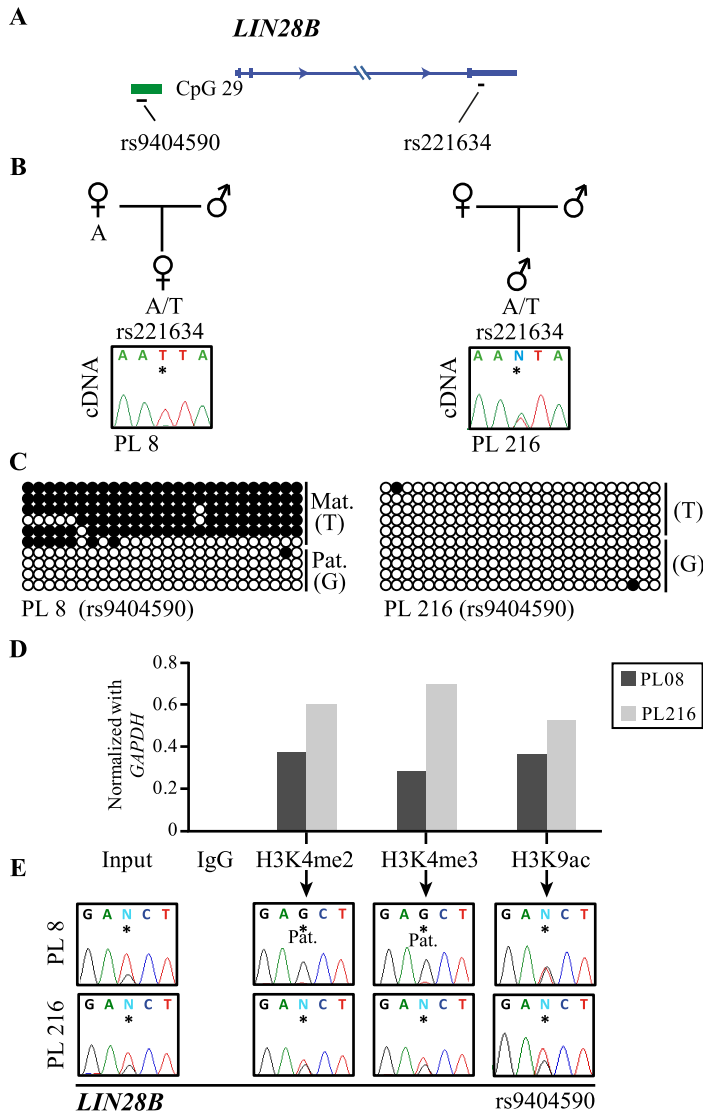 A
LIN28B
CpG 29
rs9404590 rs221634
B
A
A/T A/T
rs221634 rs221634
cDNA A A T T A cDNA A A N T A
* *
PL 8 PL 216
C
Mat.
(T) (T)
Pat.
(G) (G)
PL 8 (rs9404590) PL 216 (rs9404590)
D
Normalized with
GAPDH
0.8
0.6
0.4
0.2
0
PL08
PL216
Input IgG H3K4me2 H3K4me3 H3K9ac
E
PL 8 G A N C T G A G C T G A G C T G A N C T
* * * *
Pat. Pat.
PL 216 G A N C T G A N C T G A N C T G A N C T
* * * *
LIN28B rs9404590